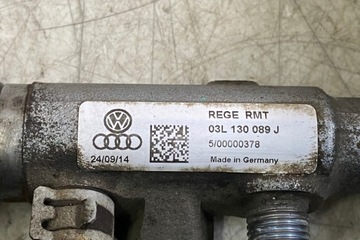 REGE RMT
03L 130 089 J
5/00000378
24/09/14
Made in Germany